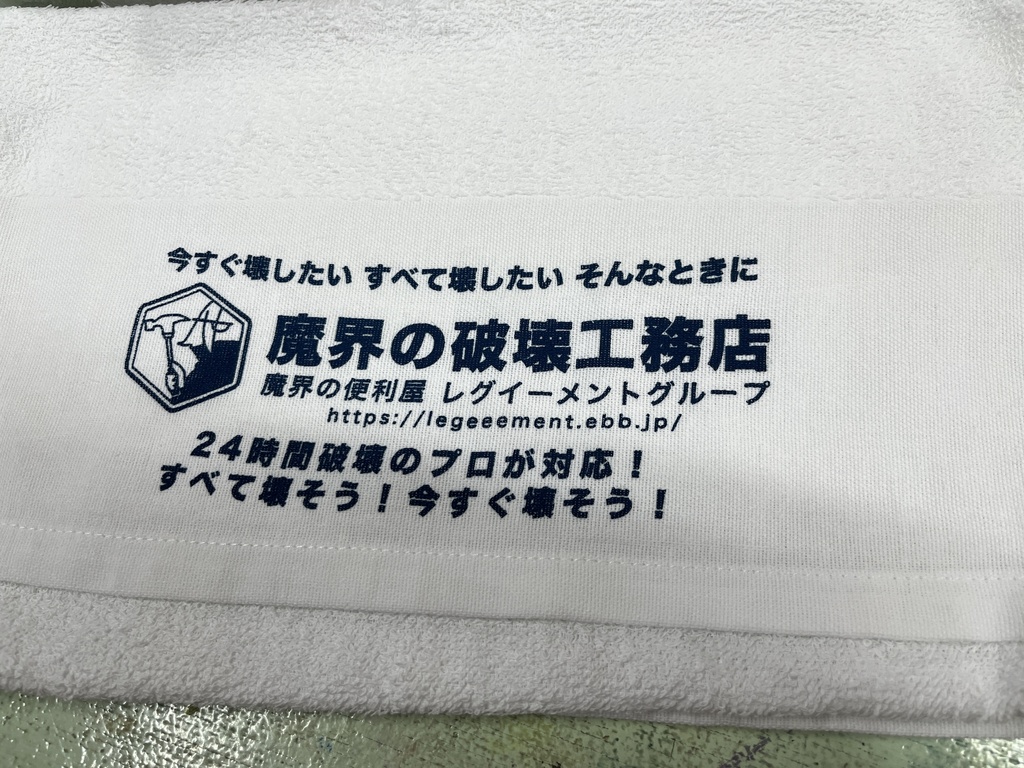 今すぐ壊したい すべて壊したい そんなときに
魔界の破壊工務店
魔界の便利屋 レグイーメントグループ
https://legeeement.ebb.jp/
24時間破壊のプロが対応！
すべて壊そう！今すぐ壊そう！